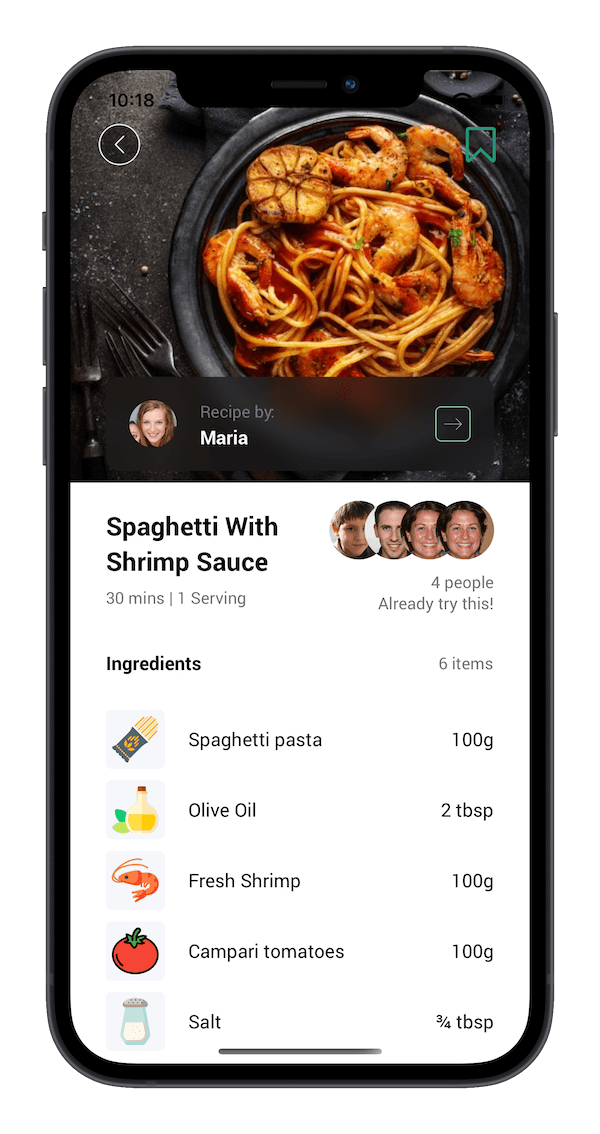 10:18
Recipe by:
Maria
Spaghetti With
Shrimp Sauce
30 mins | 1 Serving
4 people
Already try this!
Ingredients
6 items
Spaghetti pasta
100g
Olive Oil
2 tbsp
Fresh Shrimp
100g
Campari tomatoes
100g
Salt
¾ tbsp